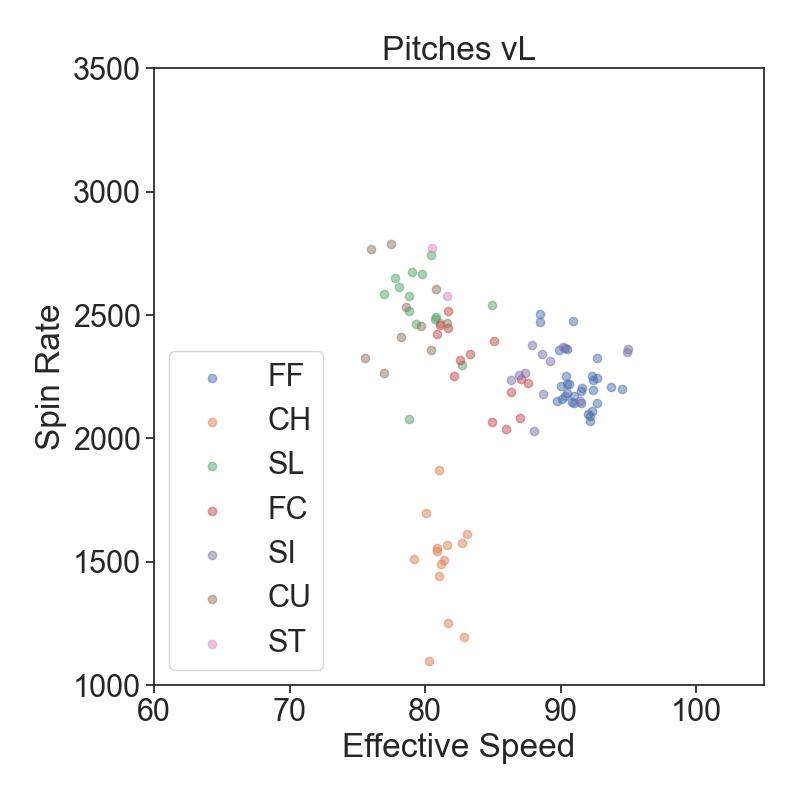 Pitches vL
3500
3000
2500
2000
1500
1000
Spin Rate
FF
CH
SL
FC
SI
CU
ST
60 70 80 90 100
Effective Speed